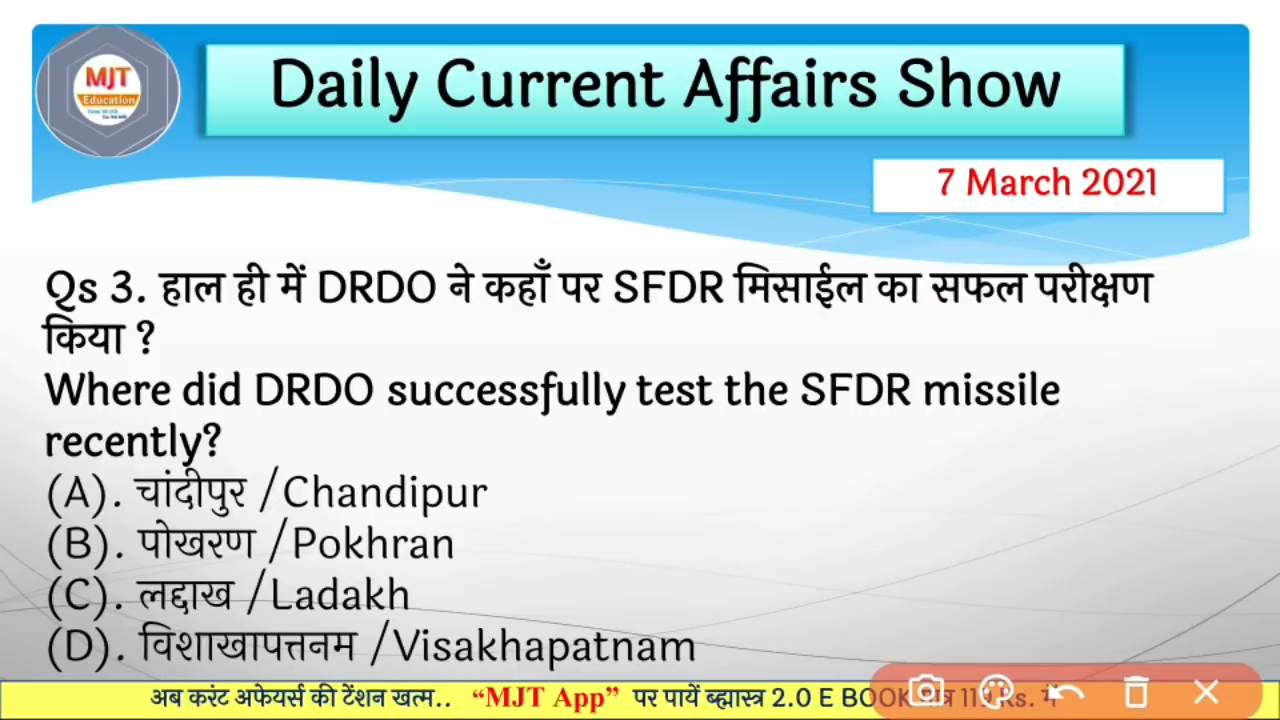 MJT
Education
Daily Current Affairs Show
7 March 2021
Qs 3. हाल ही में DRDO ने कहाँ पर SFDR मिसाईल का सफल परीक्षण
किया ?
Where did DRDO successfully test the SFDR missile
recently?
(A). चांदीपुर /Chandipur
(B). पोखरण /Pokhran
(C). लद्दाख /Ladakh
(D). विशाखापत्तनम /Visakhapatnam
अब करंट अफेयर्स की टेंशन खत्म.. “MJT App” पर पायें ब्ह्मास्त्र 2.0 E BOOK Rs. में